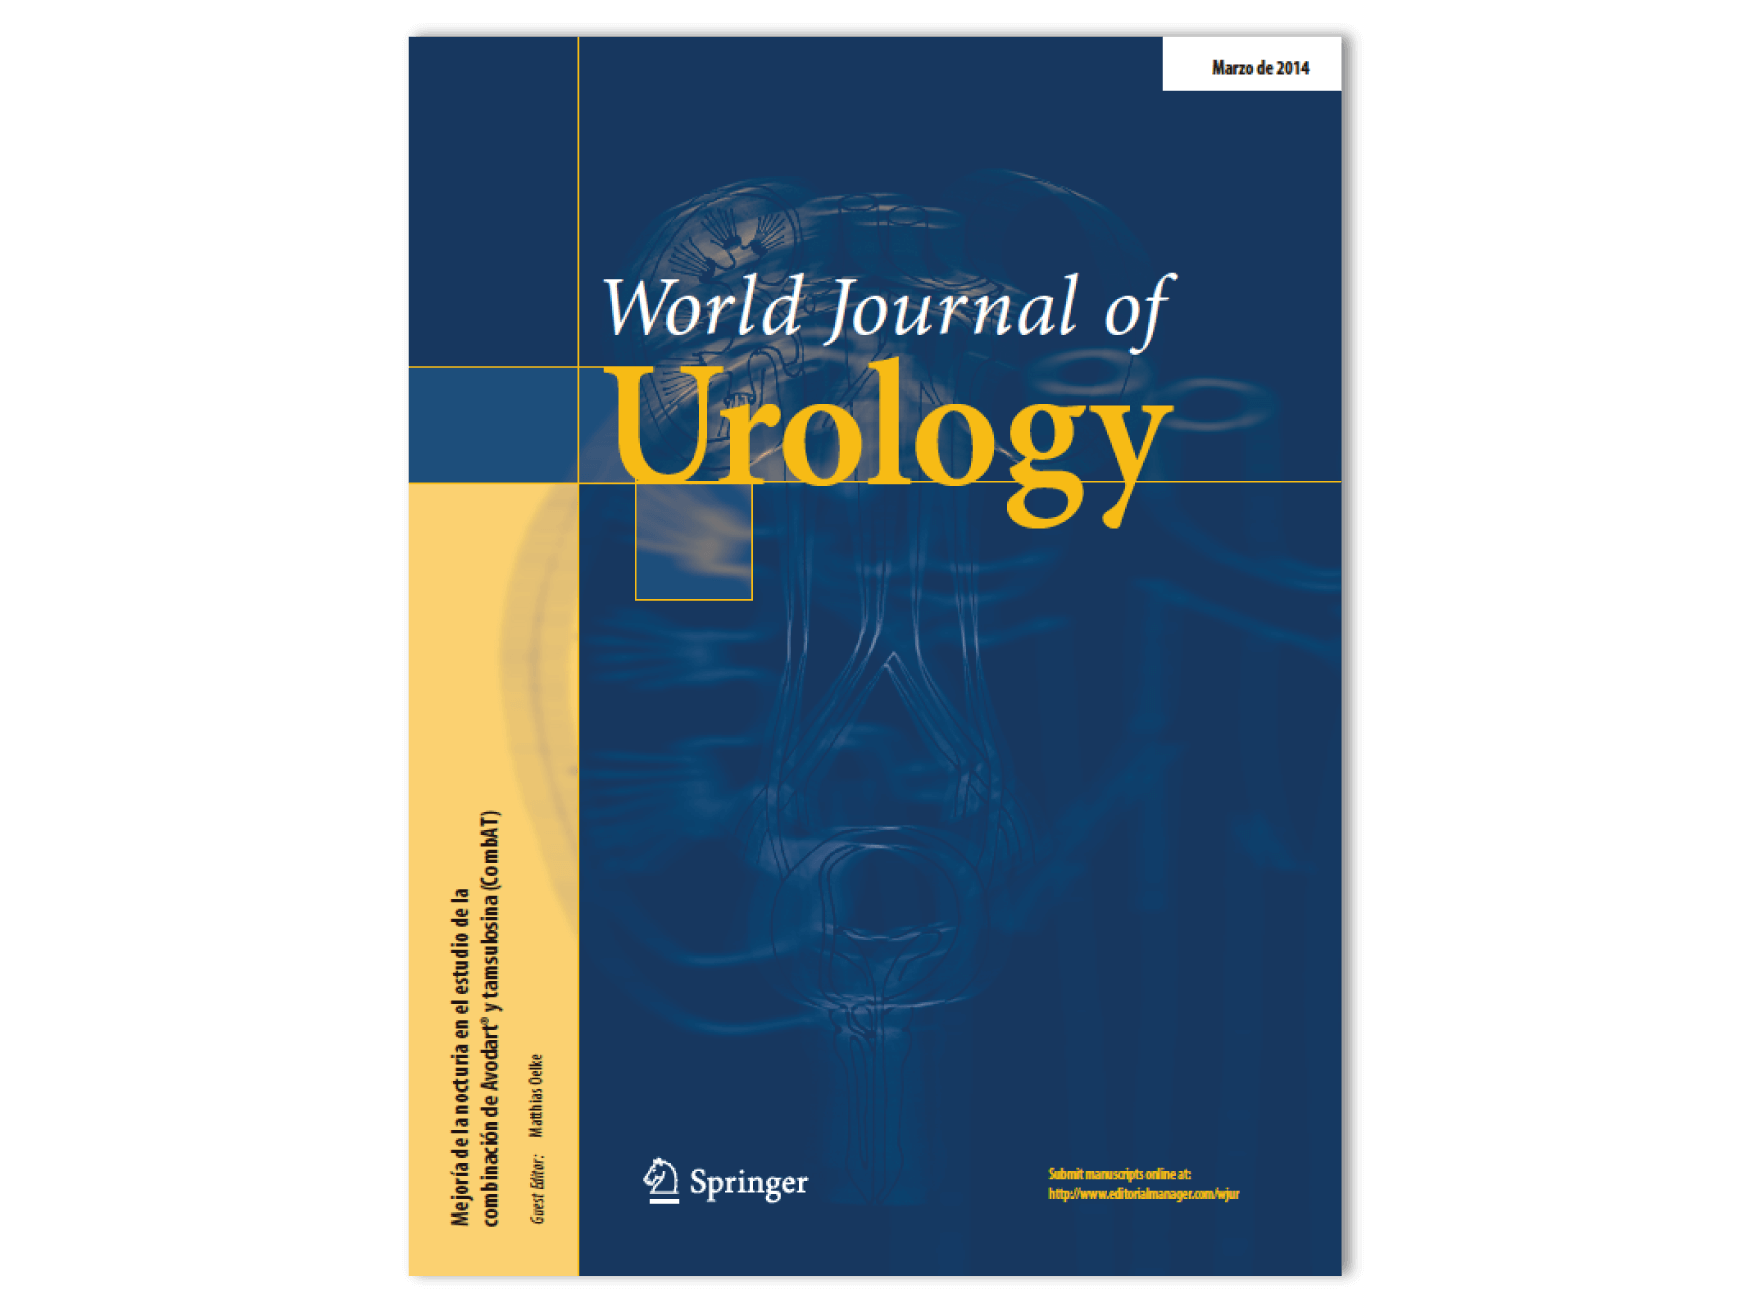 Marzo de 2014
World Journal of
Urology
Mejoría de la nocturia en el estudio de la
combinación de Avodart® y tamsulosina (CombAT)
Guest Editor: Matthias Oelke
Springer
Submit manuscripts online at:
http://www.editorialmanager.com/wjur